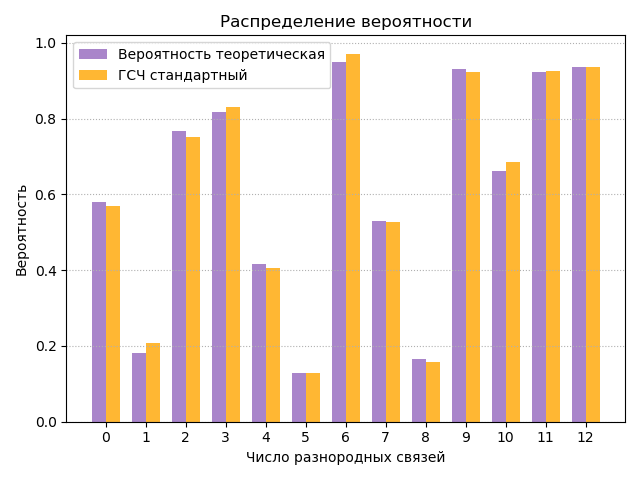 Распределение вероятности
Вероятность теоретическая
ГСЧ стандартный
Вероятность
1.0
0.8
0.6
0.4
0.2
0.0
0 1 2 3 4 5 6 7 8 9 10 11 12
Число разнородных связей